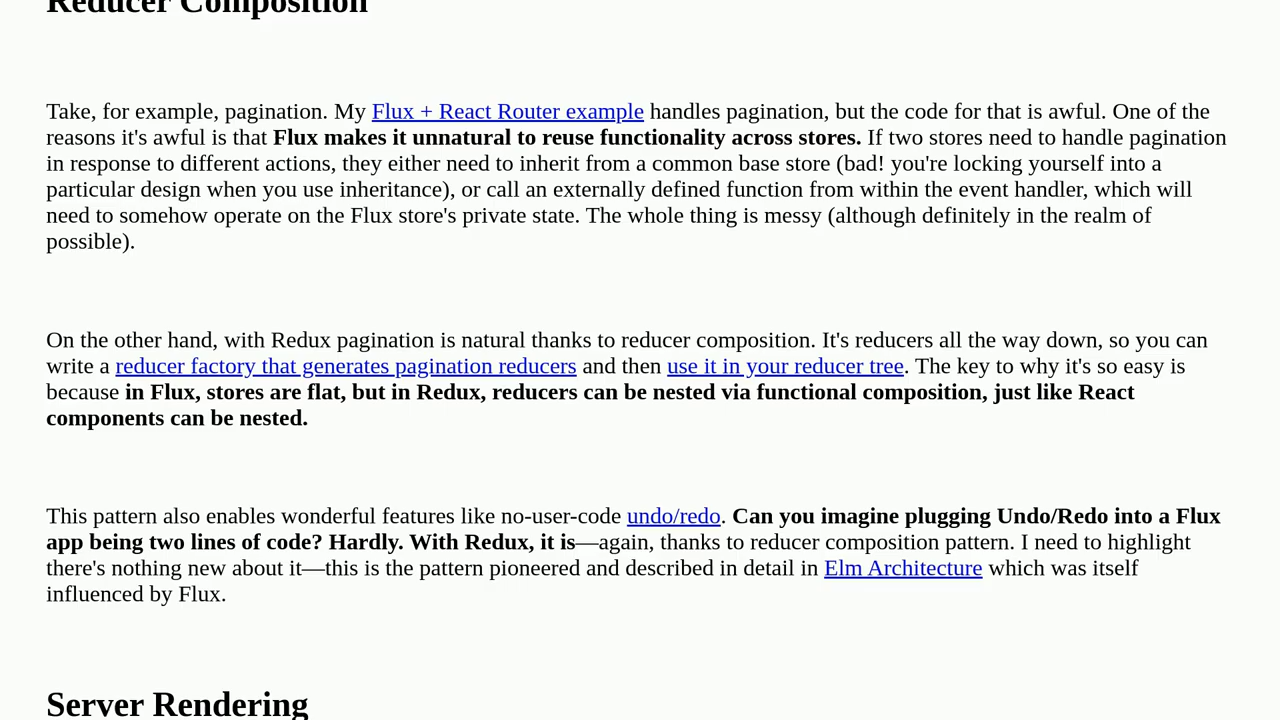 Reducer Composition
Take, for example, pagination. My Flux + React Router example handles pagination, but the code for that is awful. One of the
reasons it's awful is that Flux makes it unnatural to reuse functionality across stores. If two stores need to handle pagination
in response to different actions, they either need to inherit from a common base store (bad! you're locking yourself into a
particular design when you use inheritance), or call an externally defined function from within the event handler, which will
need to somehow operate on the Flux store's private state. The whole thing is messy (although definitely in the realm of
possible).
On the other hand, with Redux pagination is natural thanks to reducer composition. It's reducers all the way down, so you can
write a reducer factory that generates pagination reducers and then use it in your reducer tree. The key to why it's so easy is
because in Flux, stores are flat, but in Redux, reducers can be nested via functional composition, just like React
components can be nested.
This pattern also enables wonderful features like no-user-code undo/redo. Can you imagine plugging Undo/Redo into a Flux
app being two lines of code? Hardly. With Redux, it is—again, thanks to reducer composition pattern. I need to highlight
there's nothing new about it—this is the pattern pioneered and described in detail in Elm Architecture which was itself
influenced by Flux.
Server Rendering